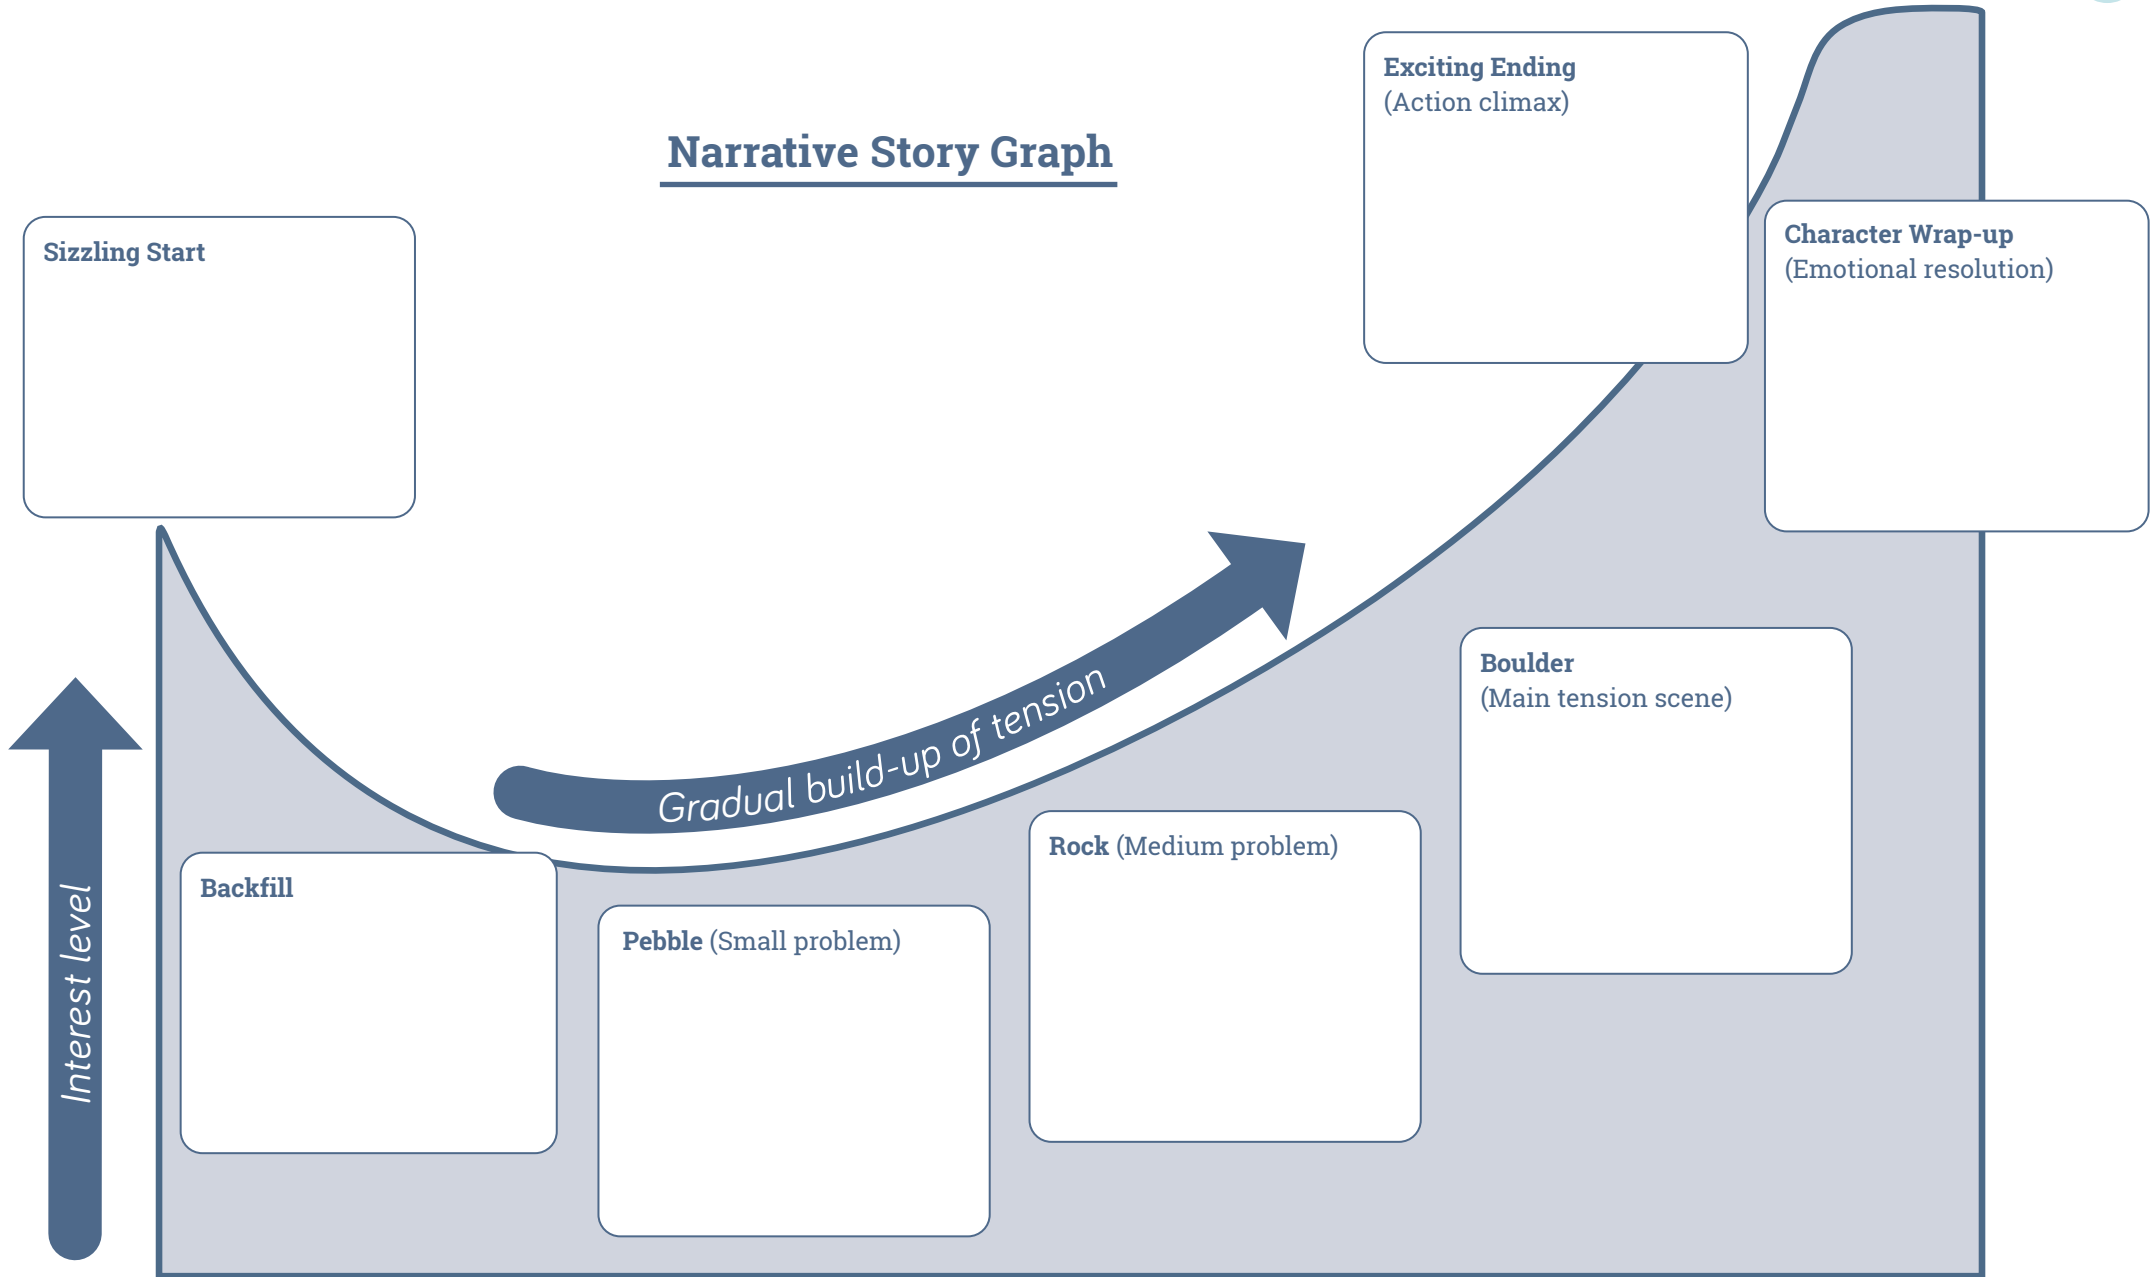 Narrative Story Graph
Sizzling Start
Backfill
Pebble (Small problem)
Rock (Medium problem)
Boulder
(Main tension scene)
Exciting Ending
(Action climax)
Character Wrap-up
(Emotional resolution)
Gradual build-up of tension
Interest level